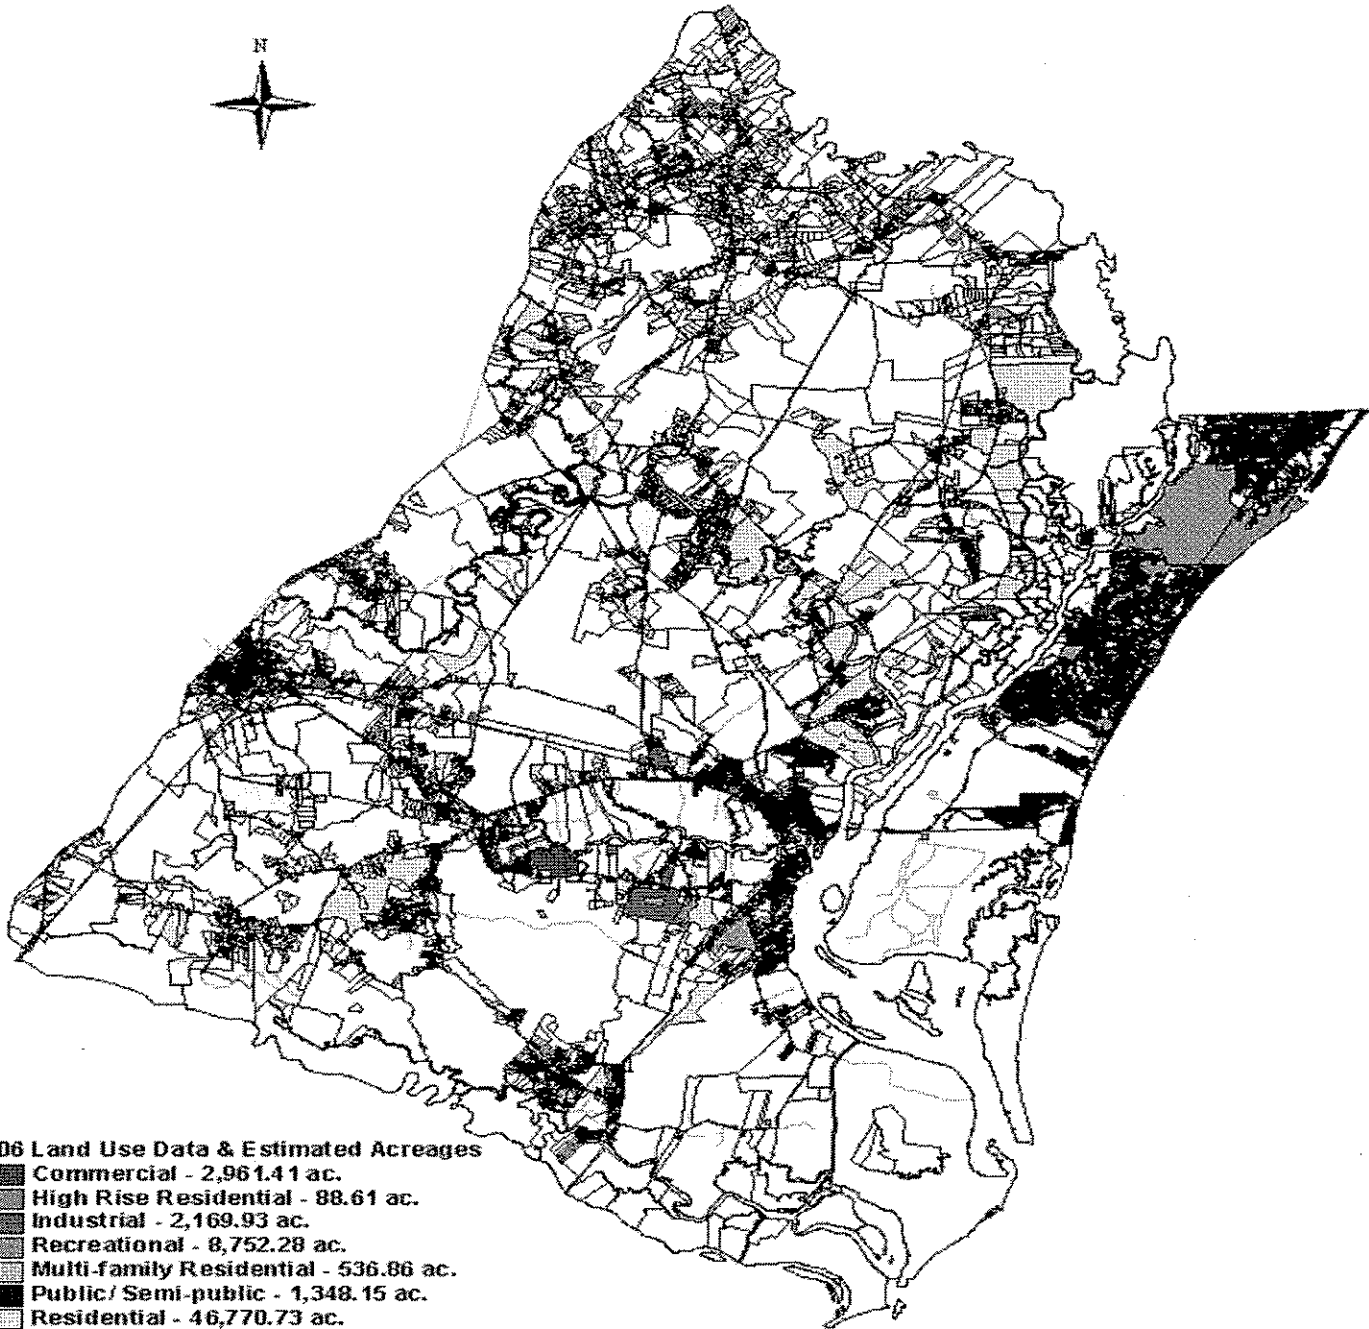 N
06 Land Use Data & Estimated Acreages
Commercial - 2,961.41 ac.
High Rise Residential - 88.61 ac.
Industrial - 2,169.93 ac.
Recreational - 8,752.28 ac.
Multi-family Residential - 536.86 ac.
Public/ Semi-public - 1,348.15 ac.
Residential - 46,770.73 ac.